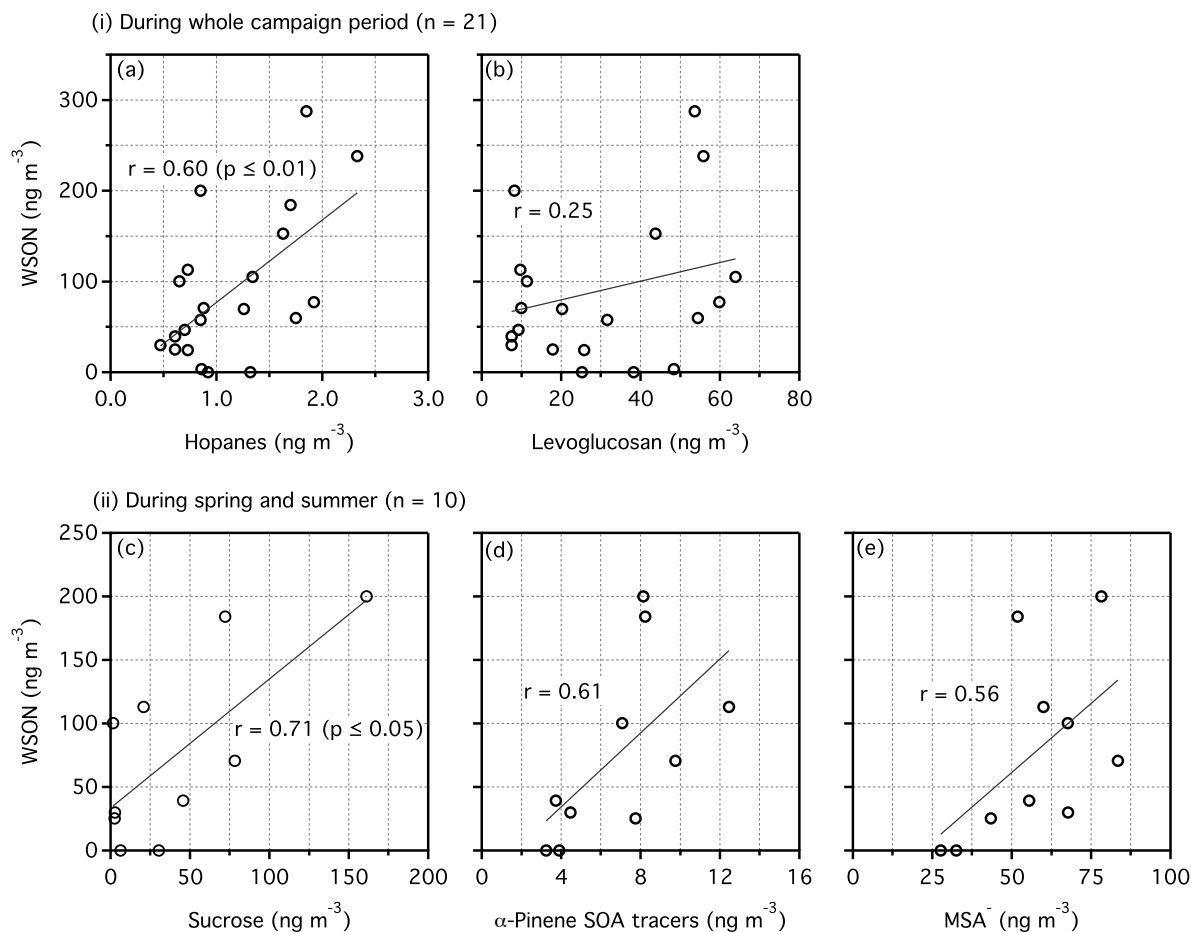 (i) During whole campaign period (n = 21)
(a)
(b)
WSON (ng m⁻³)
300
200
100
0
r = 0.60 (p ≤ 0.01)
r = 0.25
0.0 1.0 2.0 3.0
0 20 40 60 80
Hopanes (ng m⁻³)
Levoglucosan (ng m⁻³)
(ii) During spring and summer (n = 10)
(c)
(d)
(e)
WSON (ng m⁻³)
250
200
150
100
50
0
r = 0.71 (p ≤ 0.05)
r = 0.61
r = 0.56
0 50 100 150 200
0 4 8 12 16
0 25 50 75 100
Sucrose (ng m⁻³)
α-Pinene SOA tracers (ng m⁻³)
MSA⁻ (ng m⁻³)